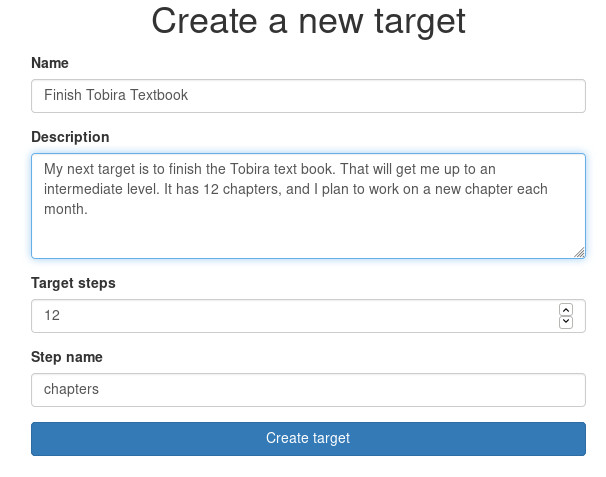 Create a new target
Name
Finish Tobira Textbook
Description
My next target is to finish the Tobira text book. That will get me up to an
intermediate level. It has 12 chapters, and I plan to work on a new chapter each
month.
Target steps
12
Step name
chapters
Create target